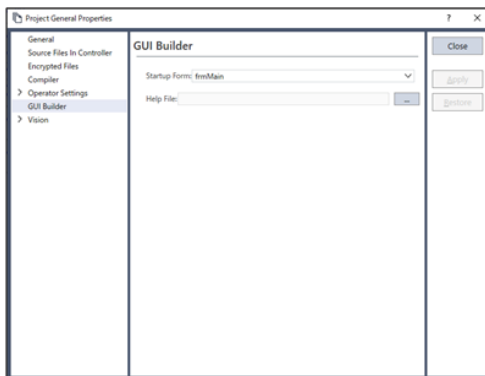 Project General Properties
? X
General
Source Files In Controller
Encrypted Files
Compiler
> Operator Settings
GUI Builder
> Vision
GUI Builder
Startup Form: frmMain
Help File:
...
Close
Apply
Restore